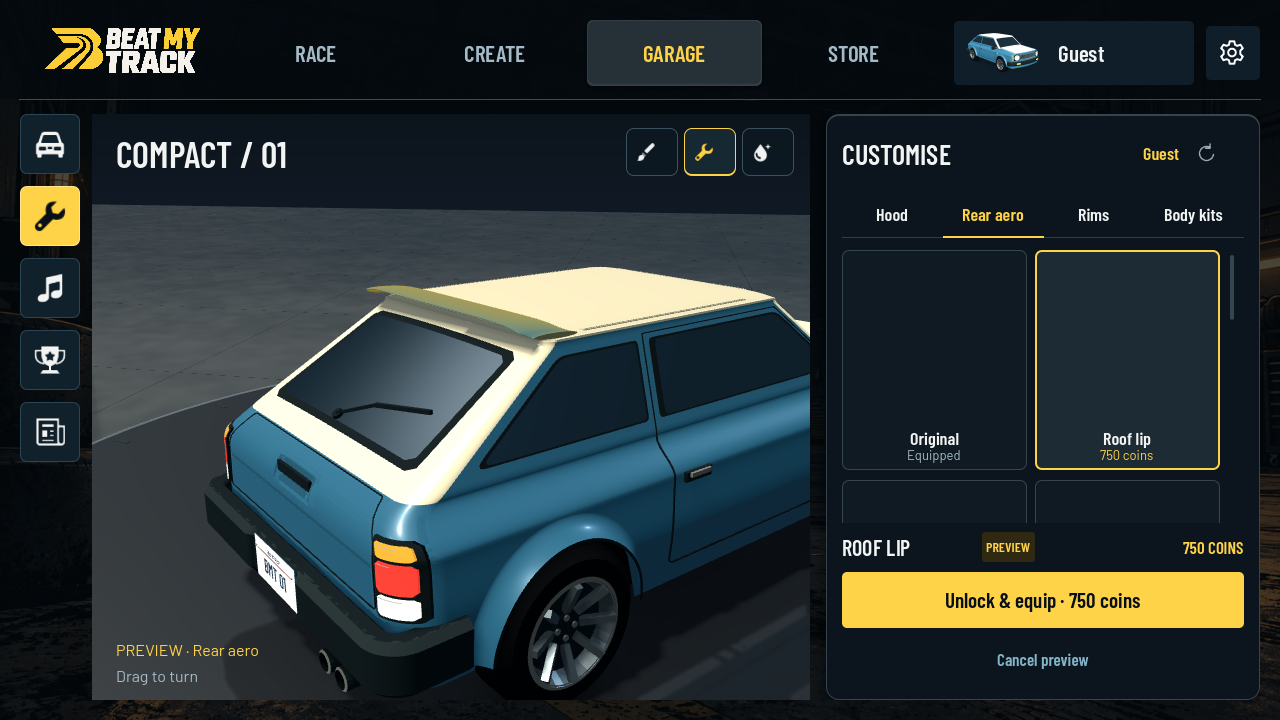 BEAT MY TRACK
RACE
CREATE
GARAGE
STORE
Guest
COMPACT / 01
CUSTOMISE
Guest
Hood
Rear aero
Rims
Body kits
Original
Equipped
Roof lip
750 coins
ROOF LIP
PREVIEW
750 COINS
Unlock & equip · 750 coins
Cancel preview
BMT 01
PREVIEW · Rear aero
Drag to turn